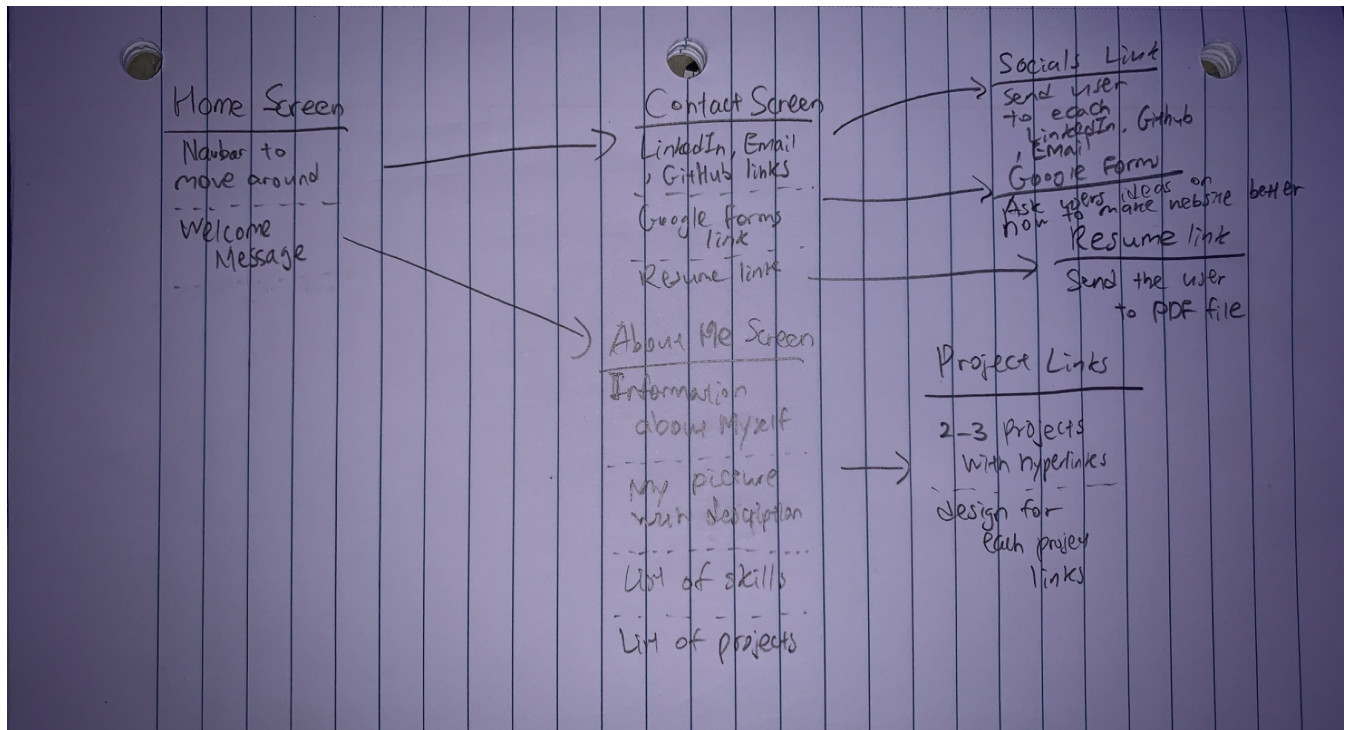 Home Screen
Navbar to
move around
Welcome
Message
Contact Screen
LinkedIn, Email
, GitHub links
Google forms
link
Resume link
About Me Screen
Information
about Myself
My picture
with description
List of skills
List of projects
Socials Link
Send user
to each
LinkedIn, Github
, Email
Google Form
Ask users ideas on
how to make website better
Resume link
Send the user
to PDF file
Project Links
2-3 projects
with hyperlinks
design for
each project
links